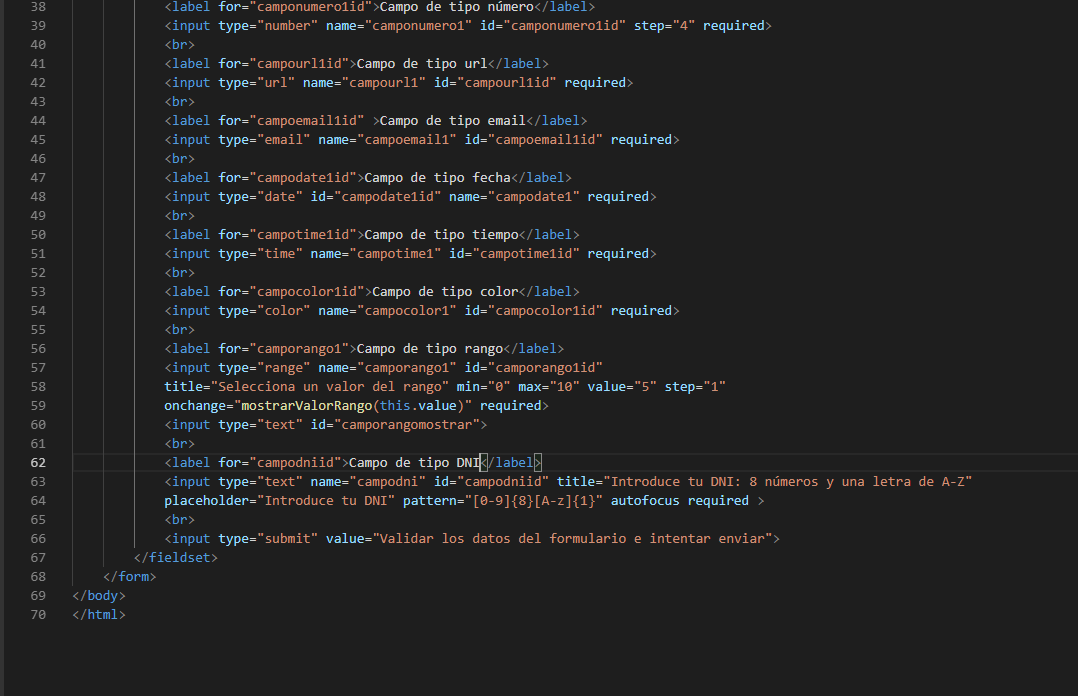 38 <label for="camponumero1id">Campo de tipo número</label>
39 <input type="number" name="camponumero1" id="camponumero1id" step="4" required>
40 <br>
41 <label for="campourl1id">Campo de tipo url</label>
42 <input type="url" name="campourl1" id="campourl1id" required>
43 <br>
44 <label for="campoemail1id" >Campo de tipo email</label>
45 <input type="email" name="campoemail1" id="campoemail1id" required>
46 <br>
47 <label for="campodate1id">Campo de tipo fecha</label>
48 <input type="date" id="campodate1id" name="campodate1" required>
49 <br>
50 <label for="campotime1id">Campo de tipo tiempo</label>
51 <input type="time" name="campotime1" id="campotime1id" required>
52 <br>
53 <label for="campocolor1id">Campo de tipo color</label>
54 <input type="color" name="campocolor1" id="campocolor1id" required>
55 <br>
56 <label for="camporango1">Campo de tipo rango</label>
57 <input type="range" name="camporango1" id="camporango1id"
58 title="Selecciona un valor del rango" min="0" max="10" value="5" step="1"
59 onchange="mostrarValorRango(this.value)" required>
60 <input type="text" id="camporangomostrar">
61 <br>
62 <label for="campodniid">Campo de tipo DNI</label>
63 <input type="text" name="campodni" id="campodniid" title="Introduce tu DNI: 8 números y una letra de A-Z"
64 placeholder="Introduce tu DNI" pattern="[0-9]{8}[A-z]{1}" autofocus required >
65 <br>
66 <input type="submit" value="Validar los datos del formulario e intentar enviar">
67 </fieldset>
68 </form>
69 </body>
70 </html>